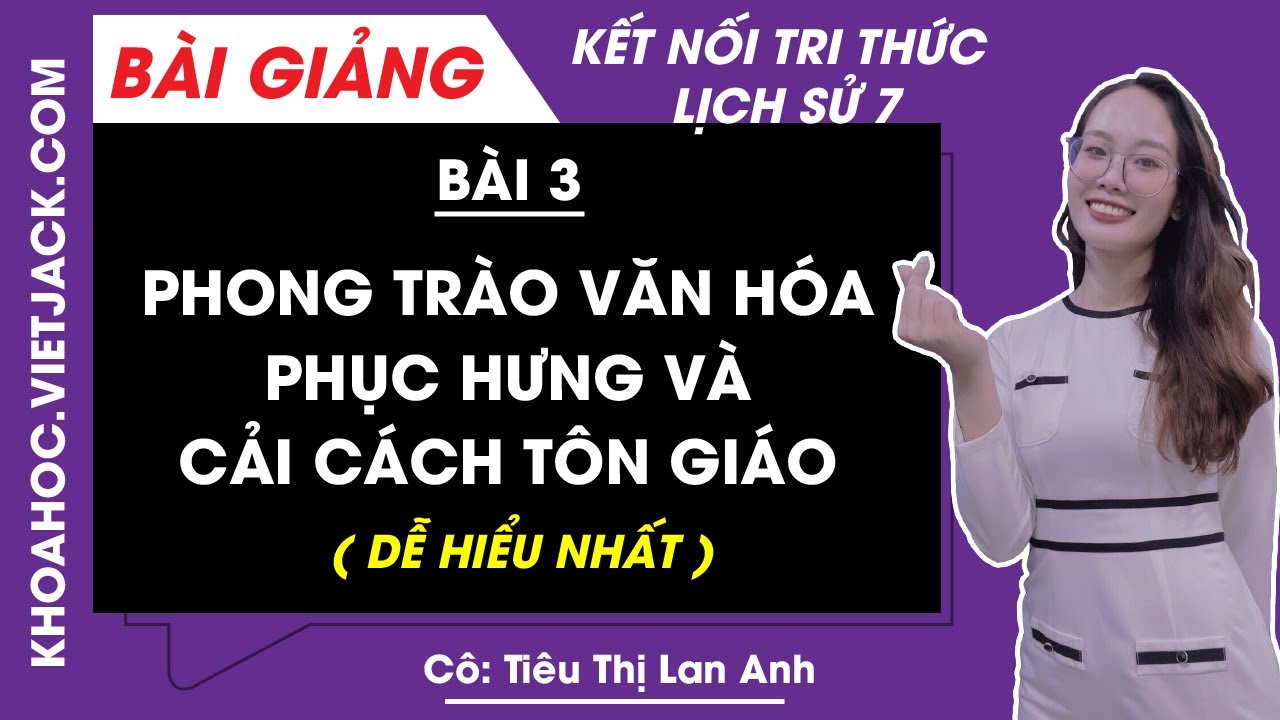 BÀI GIẢNG
KẾT NỐI TRI THỨC
LỊCH SỬ 7
KHOAHOC.VIETJACK.COM
BÀI 3
PHONG TRÀO VĂN HÓA
PHỤC HƯNG VÀ
CẢI CÁCH TÔN GIÁO
( DỄ HIỂU NHẤT )
Cô: Tiêu Thị Lan Anh